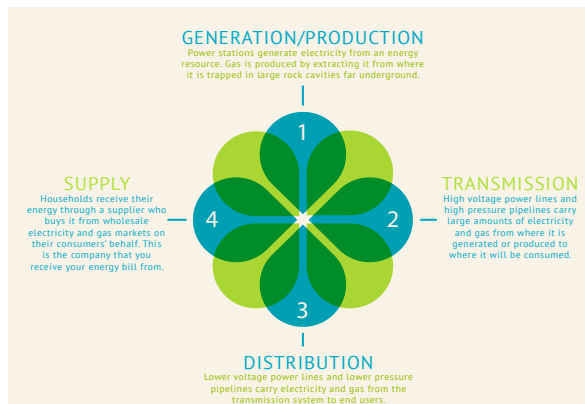 GENERATION/PRODUCTION
Power stations generate electricity from an energy
resource. Gas is produced by extracting it from where
it is trapped in large rock cavities far underground.
1
SUPPLY
Households receive their
energy through a supplier who
buys it from wholesale
electricity and gas markets on
their consumers' behalf. This
is the company that you
receive your energy bill from.
4
2
TRANSMISSION
High voltage power lines and
high pressure pipelines carry
large amounts of electricity
and gas from where it is
generated or produced to
where it will be consumed.
3
DISTRIBUTION
Lower voltage power lines and lower pressure
pipelines carry electricity and gas from the
transmission system to end users.